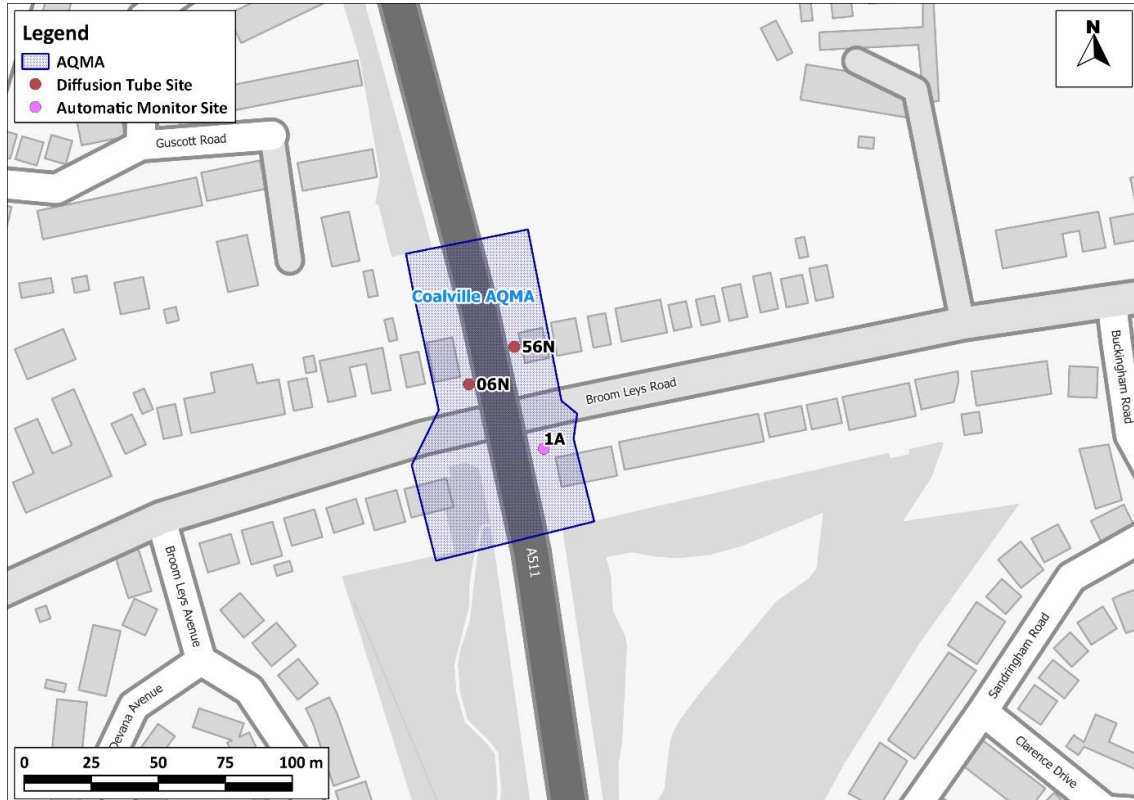 Legend
AQMA
Diffusion Tube Site
Automatic Monitor Site
N
Guscott Road
Coalville AQMA
56N
06N
Broom Leys Road
1A
Buckingham Road
A511
Broom Leys Avenue
Devana Avenue
Sandringham Road
Clarence Drive
0 25 50 75 100 m